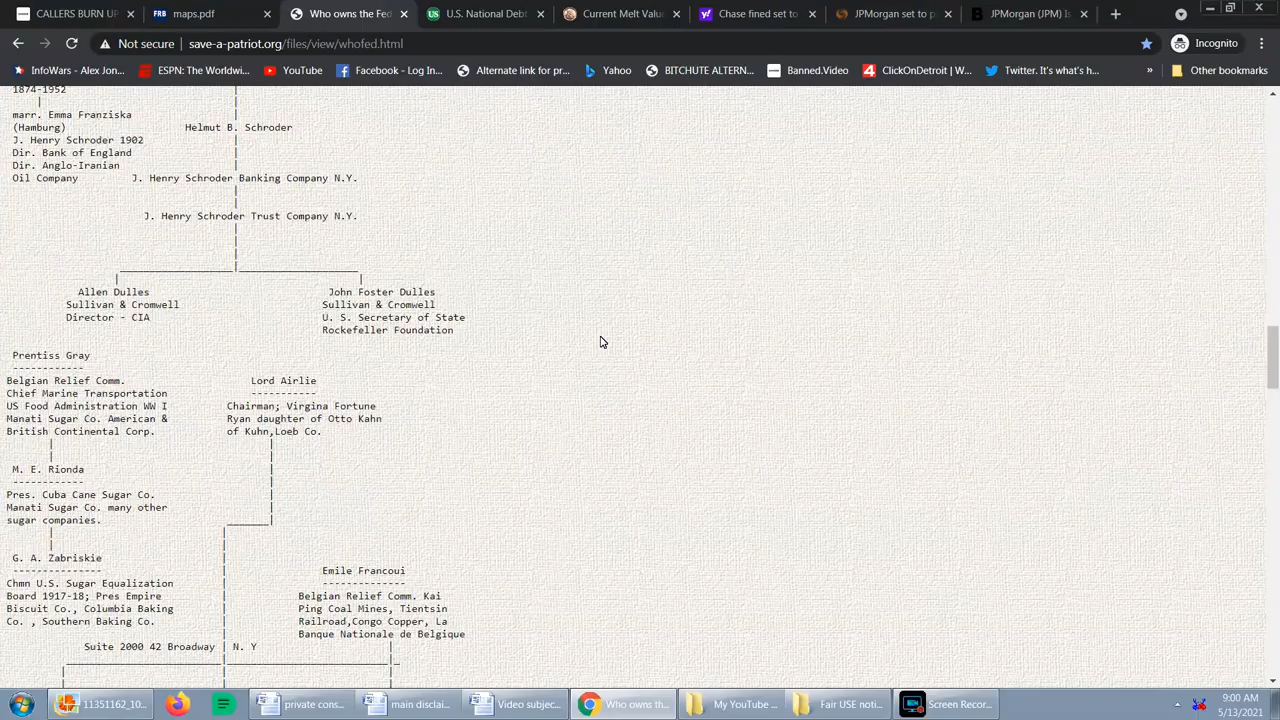 CALLERS BURN UP
FRB maps.pdf
Who owns the Fed
US U.S. National Deb
Current Melt Value
Chase fined set to
JPMorgan set to p
JPMorgan (JPM) Is
Not secure save-a-patriot.org/files/view/whofed.html Incognito
InfoWars - Alex Jon... ESPN: The Worldwi... YouTube Facebook - Log In... Alternate link for pr... Yahoo BITCHUTE ALTERN... Banned.Video 4 ClickOnDetroit | W... Twitter. It's what's h... » Other bookmarks
1874-1952
marr. Emma Franziska
(Hamburg) Helmut B. Schroder
J. Henry Schroder 1902
Dir. Bank of England
Dir. Anglo-Iranian
Oil Company J. Henry Schroder Banking Company N.Y.
J. Henry Schroder Trust Company N.Y.
Allen Dulles John Foster Dulles
Sullivan & Cromwell Sullivan & Cromwell
Director - CIA U. S. Secretary of State
Rockefeller Foundation
Prentiss Gray
------------
Belgian Relief Comm. Lord Airlie
Chief Marine Transportation -----------
US Food Administration WW I Chairman; Virgina Fortune
Manati Sugar Co. American & Ryan daughter of Otto Kahn
British Continental Corp. of Kuhn,Loeb Co.
M. E. Rionda
------------
Pres. Cuba Cane Sugar Co.
Manati Sugar Co. many other
sugar companies.
G. A. Zabriskie Emile Francoui
--------------- --------------
Chmn U.S. Sugar Equalization Belgian Relief Comm. Kai
Board 1917-18; Pres Empire Ping Coal Mines, Tientsin
Biscuit Co., Columbia Baking Railroad,Congo Copper, La
Co. , Southern Baking Co. Banque Nationale de Belgique
Suite 2000 42 Broadway | N. Y
11351162_10... private cons... main disclai... Video subjec... Who owns th... My YouTube ... Fair USE noti... Screen Recor... 9:00 AM
5/13/2021